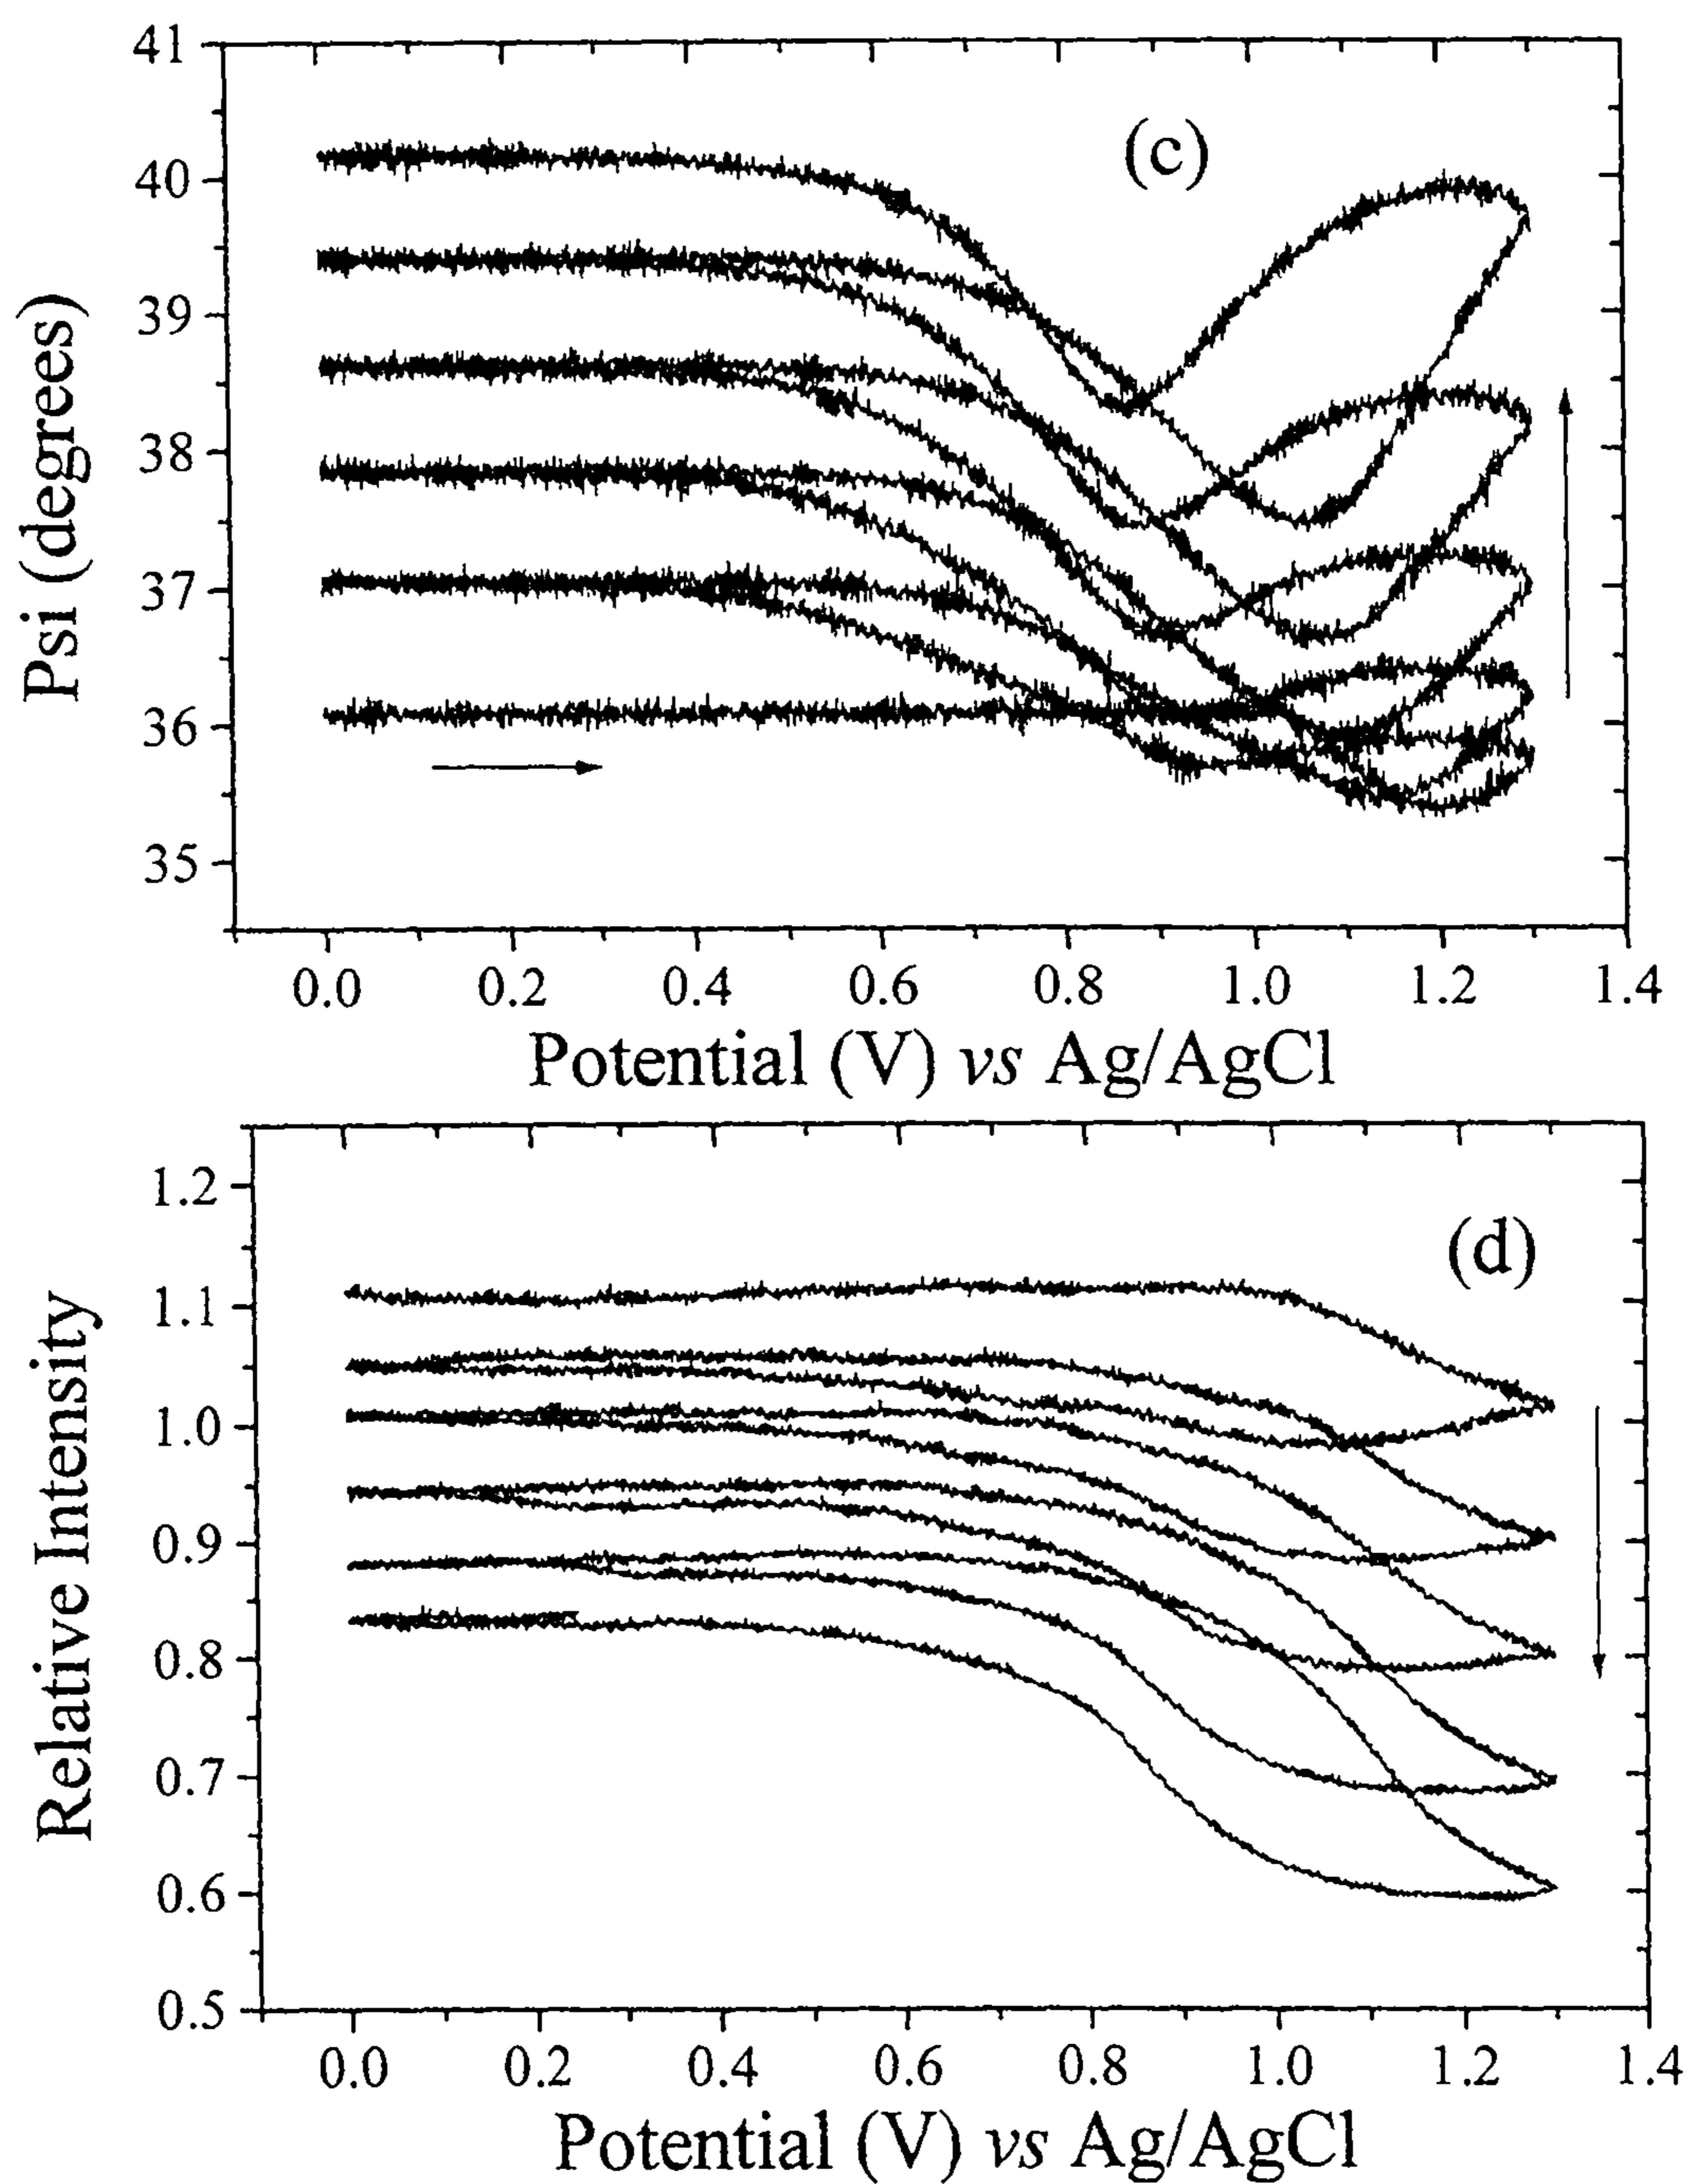 41
40
39
38
37
36
35
Psi (degrees)
(c)
0.0 0.2 0.4 0.6 0.8 1.0 1.2 1.4
Potential (V) vs Ag/AgCl
1.2
1.1
1.0
0.9
0.8
0.7
0.6
0.5
Relative Intensity
(d)
0.0 0.2 0.4 0.6 0.8 1.0 1.2 1.4
Potential (V) vs Ag/AgCl